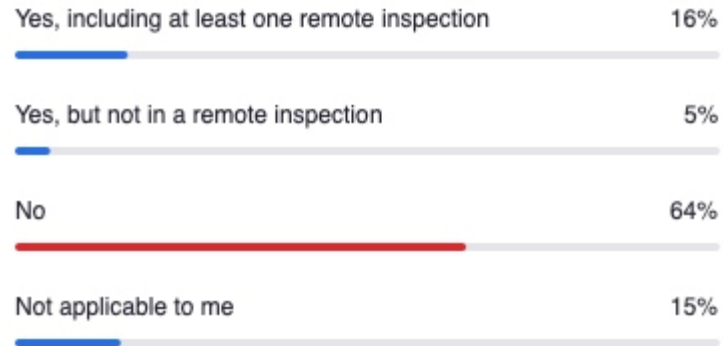 Yes, including at least one remote inspection 16%
Yes, but not in a remote inspection 5%
No 64%
Not applicable to me 15%